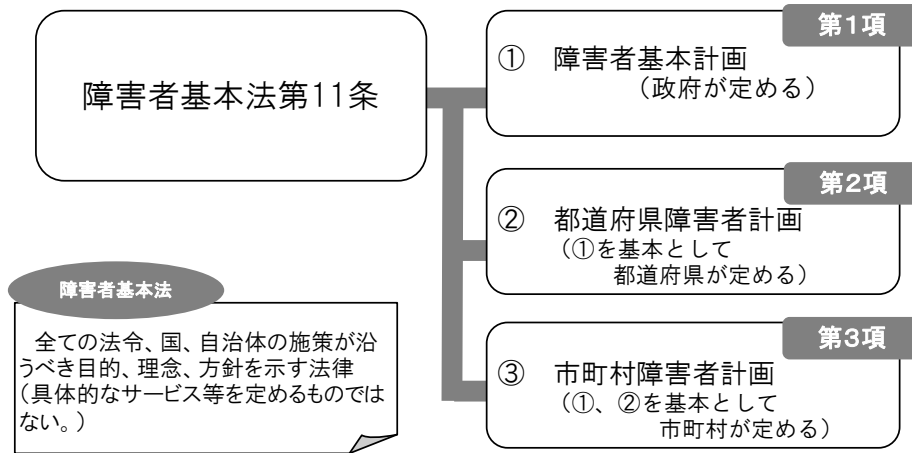 障害者基本法第11条
第1項
① 障害者基本計画
(政府が定める)
第2項
② 都道府県障害者計画
(①を基本として
都道府県が定める)
第3項
③ 市町村障害者計画
(①、②を基本として
市町村が定める)
障害者基本法
全ての法令、国、自治体の施策が沿
うべき目的、理念、方針を示す法律
(具体的なサービス等を定めるものでは
ない。)